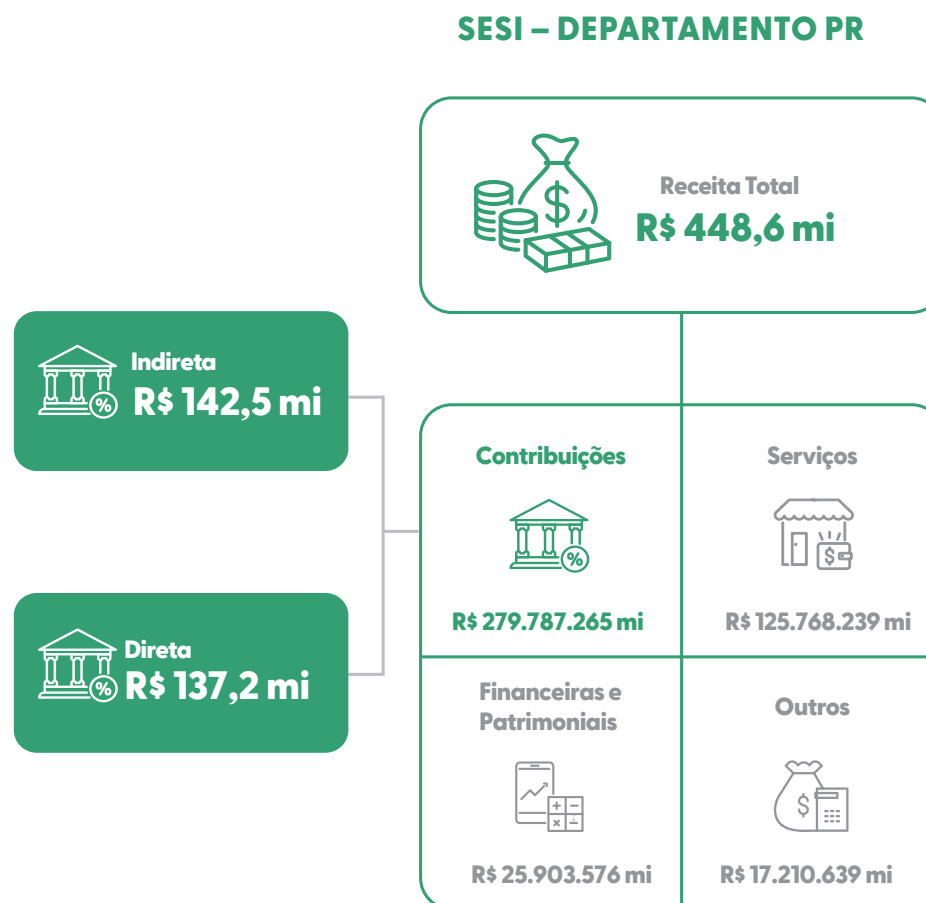 SESI – DEPARTAMENTO PR
$
Receita Total
R$ 448,6 mi
Indireta
%
R$ 142,5 mi
Contribuições
Serviços
%
$
R$ 279.787.265 mi
R$ 125.768.239 mi
Direta
%
R$ 137,2 mi
Financeiras e
Patrimoniais
Outros
$
R$ 25.903.576 mi
R$ 17.210.639 mi